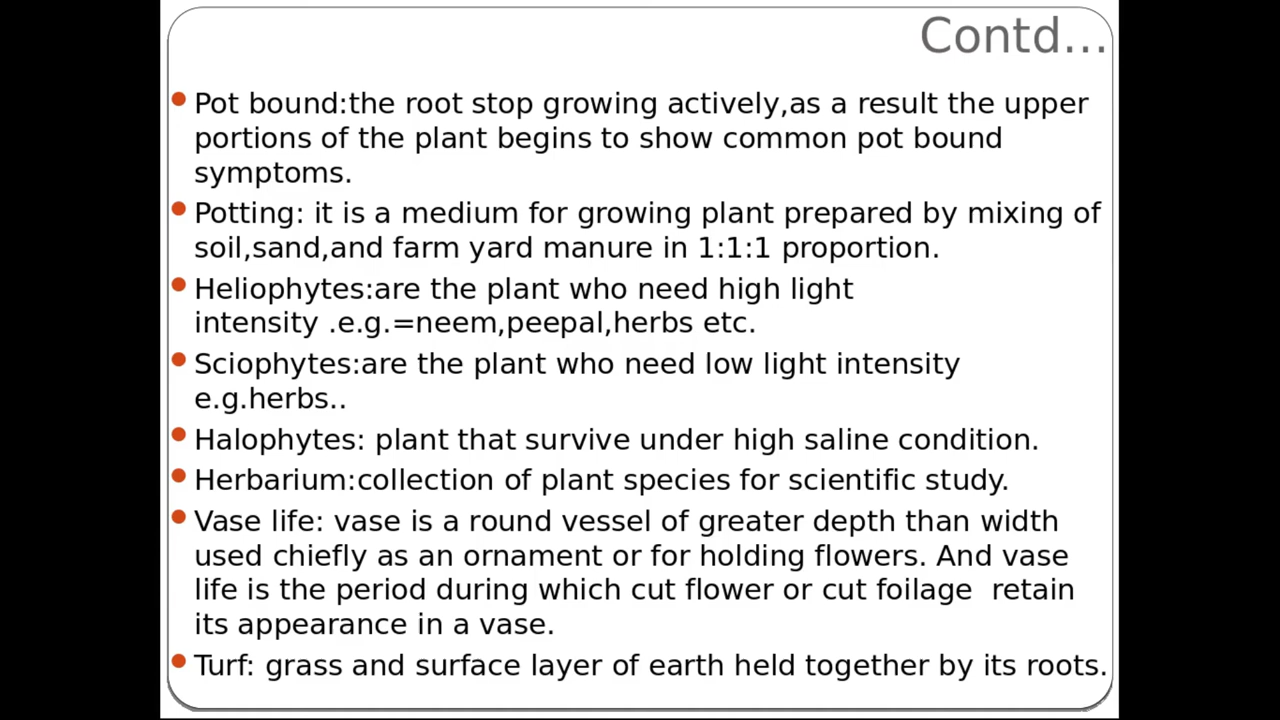 Contd...
• Pot bound:the root stop growing actively,as a result the upper
portions of the plant begins to show common pot bound
symptoms.
• Potting: it is a medium for growing plant prepared by mixing of
soil,sand,and farm yard manure in 1:1:1 proportion.
• Heliophytes:are the plant who need high light
intensity .e.g.=neem,peepal,herbs etc.
• Sciophytes:are the plant who need low light intensity
e.g.herbs..
• Halophytes: plant that survive under high saline condition.
• Herbarium:collection of plant species for scientific study.
• Vase life: vase is a round vessel of greater depth than width
used chiefly as an ornament or for holding flowers. And vase
life is the period during which cut flower or cut foilage  retain
its appearance in a vase.
• Turf: grass and surface layer of earth held together by its roots.